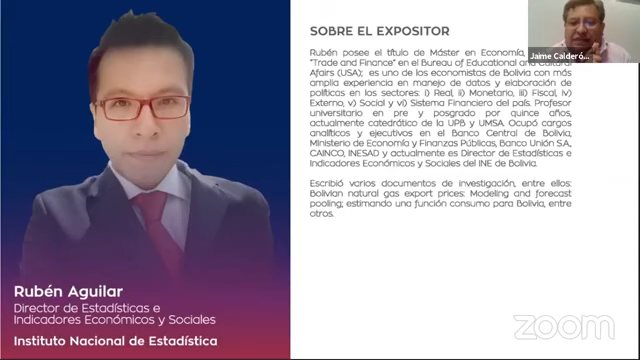 SOBRE EL EXPOSITOR
Rubén posee el título de Máster en Economía,
"Trade and Finance" en el Bureau of Educational and Cultural
Afairs (USA); es uno de los economistas de Bolivia con más
amplia experiencia en manejo de datos y elaboración de
políticas en los sectores: i) Real, ii) Monetario, iii) Fiscal, iv)
Externo, v) Social y vi) Sistema Financiero del país. Profesor
universitario en pre y posgrado por quince años,
actualmente catedrático de la UPB y UMSA. Ocupó cargos
analíticos y ejecutivos en el Banco Central de Bolivia,
Ministerio de Economía y Finanzas Públicas, Banco Unión S.A.,
CAINCO, INESAD y actualmente es Director de Estadísticas e
Indicadores Económicos y Sociales del INE de Bolivia.
Escribió varios documentos de investigación, entre ellos:
Bolivian natural gas export prices: Modeling and forecast
pooling; estimando una función consumo para Bolivia, entre
otros.
Jaime Calderó...
Rubén Aguilar
Director de Estadísticas e
Indicadores Económicos y Sociales
Instituto Nacional de Estadística
zoom